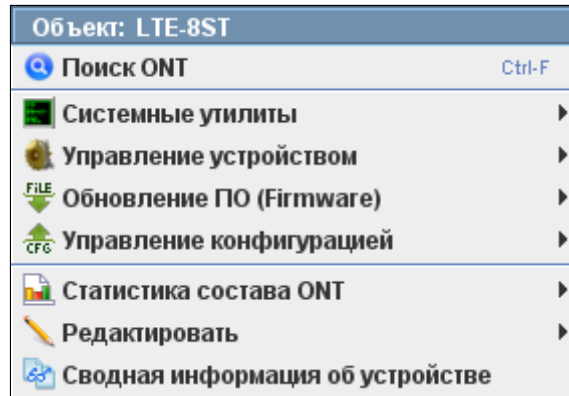 Объект: LTE-8ST
Поиск ONT Ctrl-F
Системные утилиты
Управление устройством
FILE Обновление ПО (Firmware)
CFG Управление конфигурацией
Статистика состава ONT
Редактировать
Сводная информация об устройстве